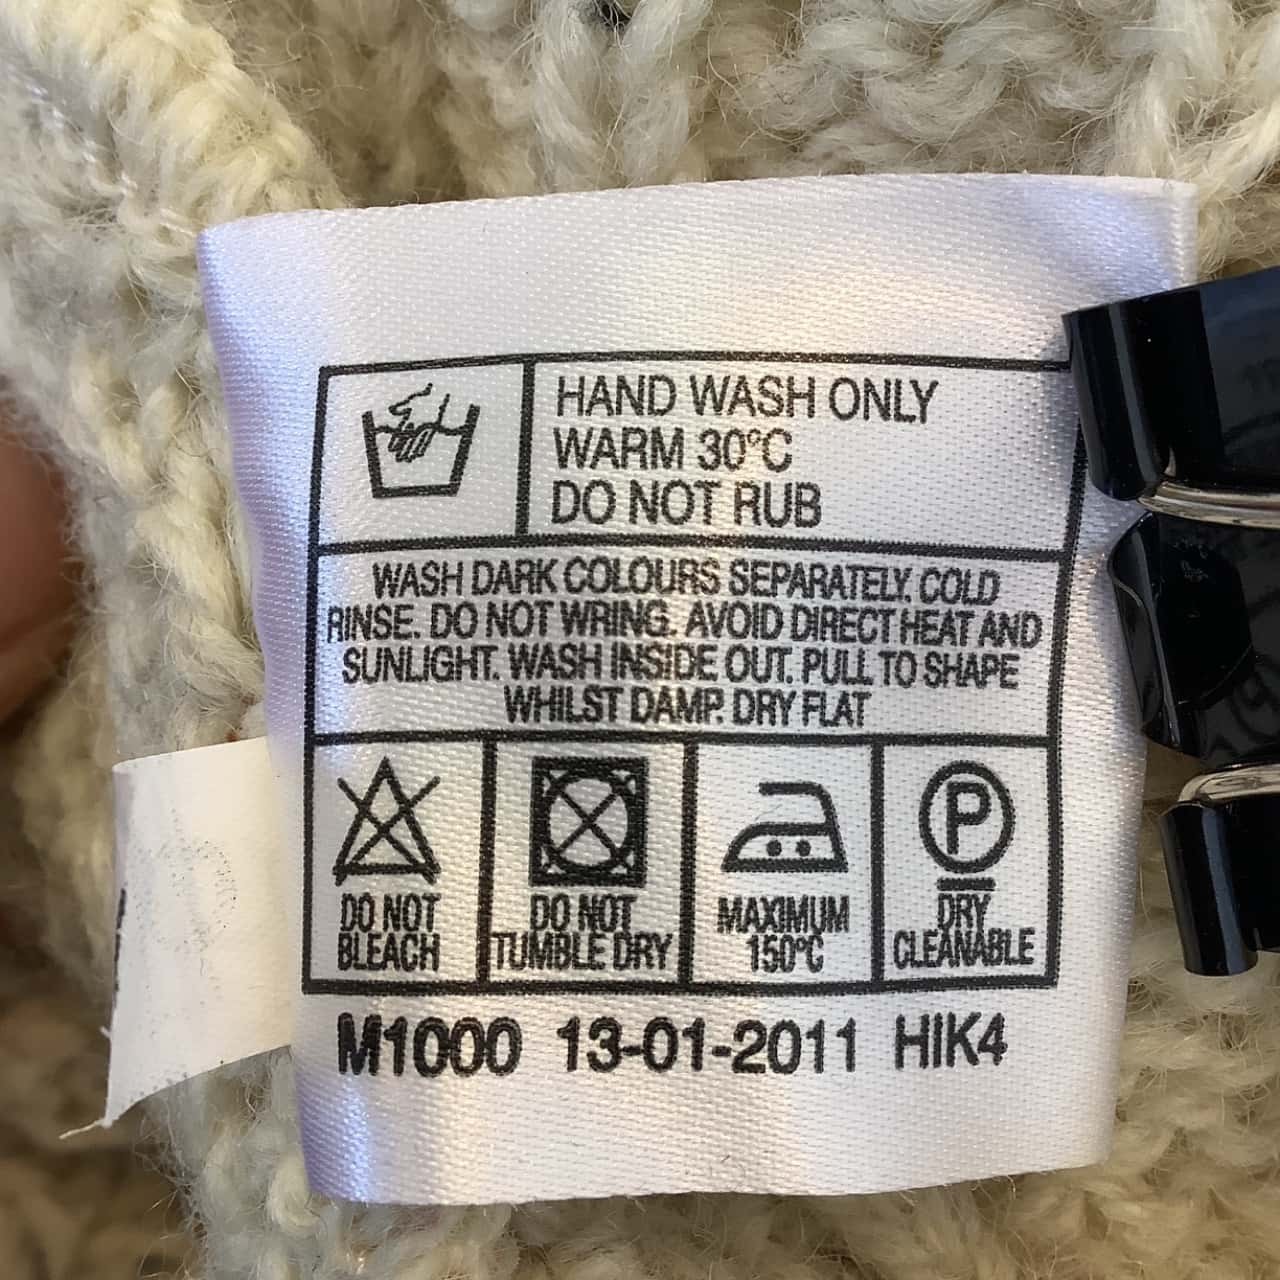 HAND WASH ONLY
WARM 30ºC
DO NOT RUB
WASH DARK COLOURS SEPARATELY. COLD
RINSE. DO NOT WRING. AVOID DIRECT HEAT AND
SUNLIGHT. WASH INSIDE OUT. PULL TO SHAPE
WHILST DAMP. DRY FLAT
P
DO NOT
BLEACH
DO NOT
TUMBLE DRY
MAXIMUM
150ºC
DRY
CLEANABLE
M1000 13-01-2011 HIK4